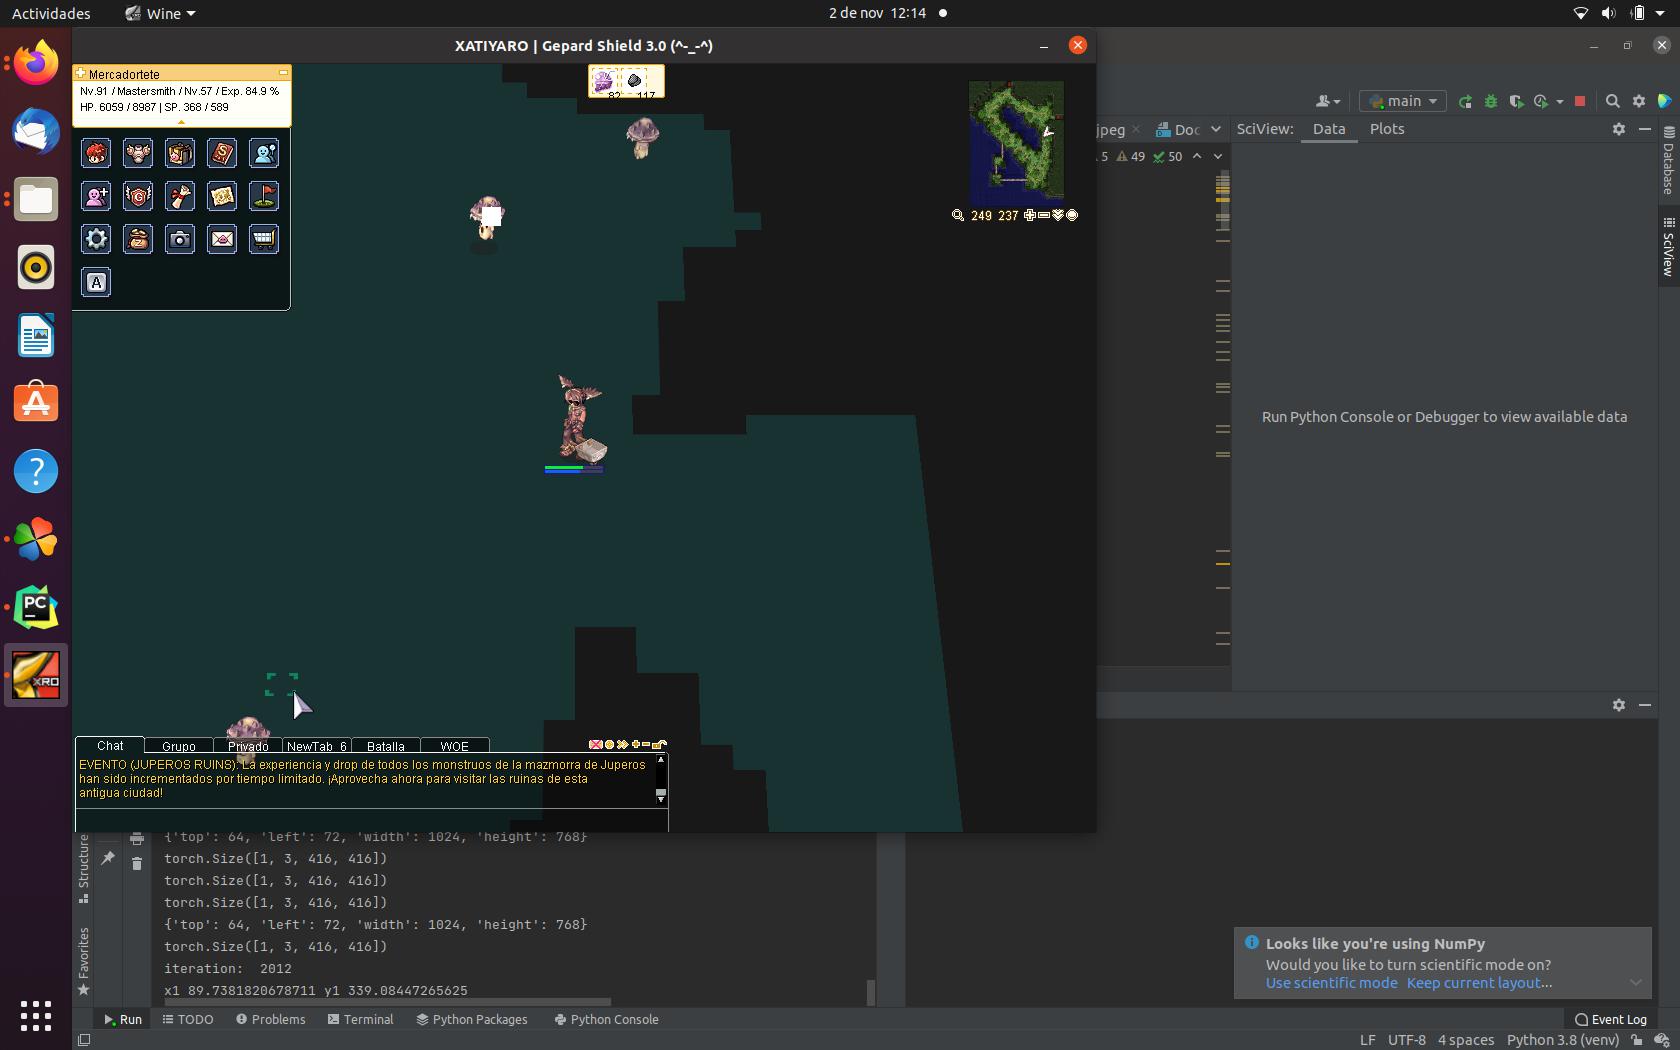 Actividades
Wine
2 de nov 12:14
XATIYARO | Gepard Shield 3.0 (^-_-^)
Mercadortete
Nv.91 / Mastersmith / Nv.57 / Exp. 84.9 %
HP. 6059 / 8987 | SP. 368 / 589
82 117
A
249 237
main
jpeg
Doc
SciView:
Data
Plots
5 49 50
Database
SciView
Run Python Console or Debugger to view available data
PC
XRO
Chat
Grupo
Privado
NewTab_6
Batalla
WOE
EVENTO (JUPEROS RUINS): La experiencia y drop de todos los monstruos de la mazmorra de Juperos
han sido incrementados por tiempo limitado. ¡Aprovecha ahora para visitar las ruinas de esta
antigua ciudad!
Structure
Favorites
{'top': 64, 'left': 72, 'width': 1024, 'height': 768}
torch.Size([1, 3, 416, 416])
torch.Size([1, 3, 416, 416])
torch.Size([1, 3, 416, 416])
{'top': 64, 'left': 72, 'width': 1024, 'height': 768}
torch.Size([1, 3, 416, 416])
iteration:  2012
x1 89.7381820678711 y1 339.08447265625
Looks like you're using NumPy
Would you like to turn scientific mode on?
Use scientific mode Keep current layout...
Run
TODO
Problems
Terminal
Python Packages
Python Console
Event Log
LF UTF-8 4 spaces Python 3.8 (venv)